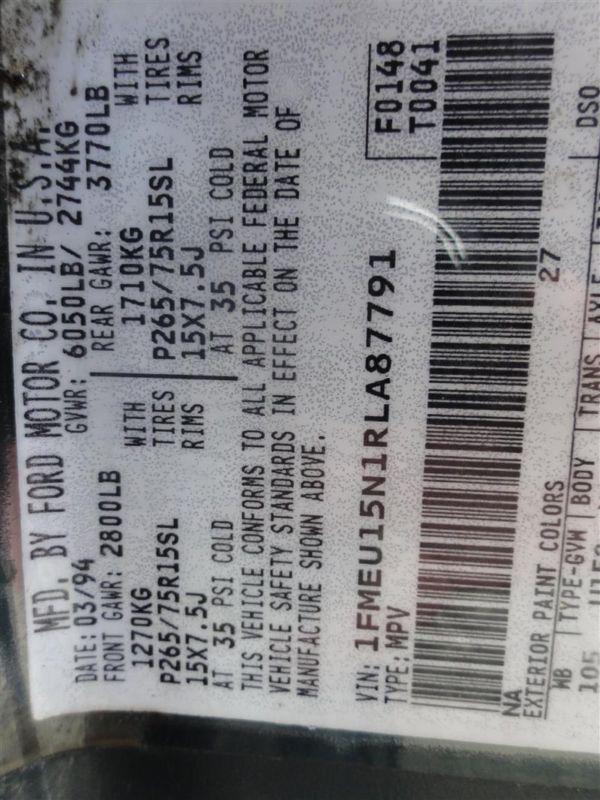 MFD. BY FORD MOTOR CO. IN U.S.A.
DATE: 03/94 GVWR: 6050LB/ 2744KG
FRONT GAWR: 2800LB REAR GAWR: 3770LB
1270KG WITH 1710KG WITH
P265/75R15SL TIRES P265/75R15SL TIRES
15X7.5J RIMS 15X7.5J RIMS
AT 35 PSI COLD AT 35 PSI COLD
THIS VEHICLE CONFORMS TO ALL APPLICABLE FEDERAL MOTOR
VEHICLE SAFETY STANDARDS IN EFFECT ON THE DATE OF
MANUFACTURE SHOWN ABOVE.
VIN: 1FMEU15N1RLA87791 F0148
TYPE: MPV T0041
NA 27
EXTERIOR PAINT COLORS DSO
WB TYPE-GVW BODY TRANS AXLE
105